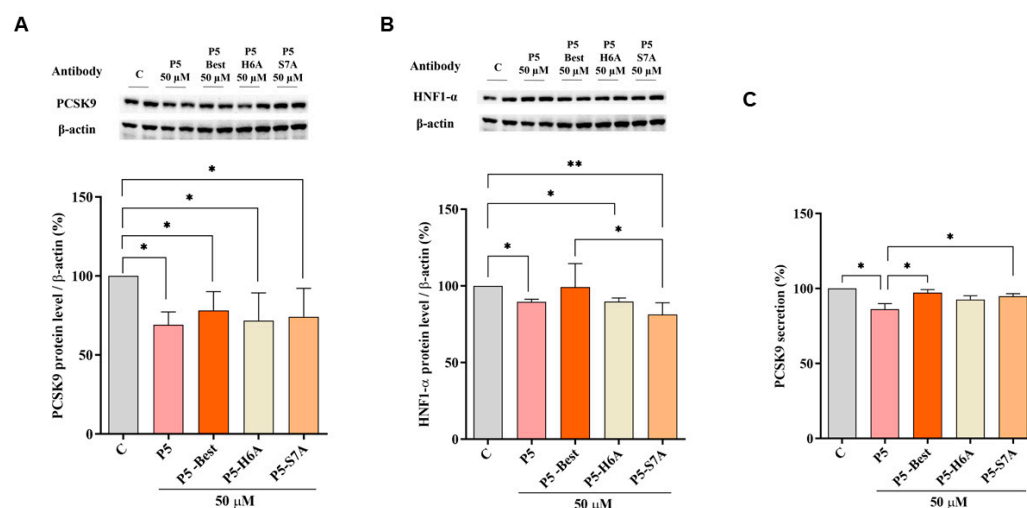 A
Antibody
C
P5
50 μM
P5
Best
50 μM
P5
H6A
50 μM
P5
S7A
50 μM
PCSK9
β-actin
PCSK9 protein level / β-actin (%)
150
100
50
0
*
*
*
*
C
P5
P5 -Best
P5-H6A
P5-S7A
50 μM
B
Antibody
C
P5
50 μM
P5
Best
50 μM
P5
H6A
50 μM
P5
S7A
50 μM
HNF1-α
β-actin
HNF1-α protein level / β-actin (%)
150
100
50
0
**
*
*
*
C
P5
P5 -Best
P5-H6A
P5-S7A
50 μM
C
PCSK9 secretion (%)
150
100
50
0
*
*
*
C
P5
P5 -Best
P5-H6A
P5-S7A
50 μM